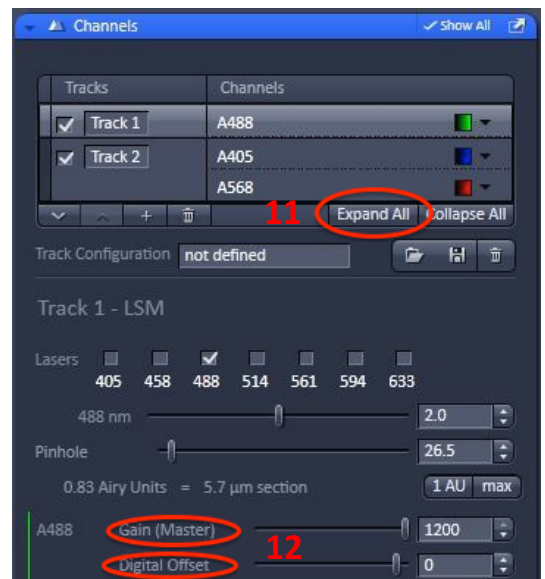 Channels Show All
Tracks Channels
Track 1 A488
Track 2 A405
A568
11 Expand All Collapse All
Track Configuration not defined
Track 1 - LSM
Lasers
405 458 488 514 561 594 633
488 nm 2.0
Pinhole 26.5
0.83 Airy Units = 5.7 µm section 1 AU max
A488 Gain (Master) 1200
12
Digital Offset 0